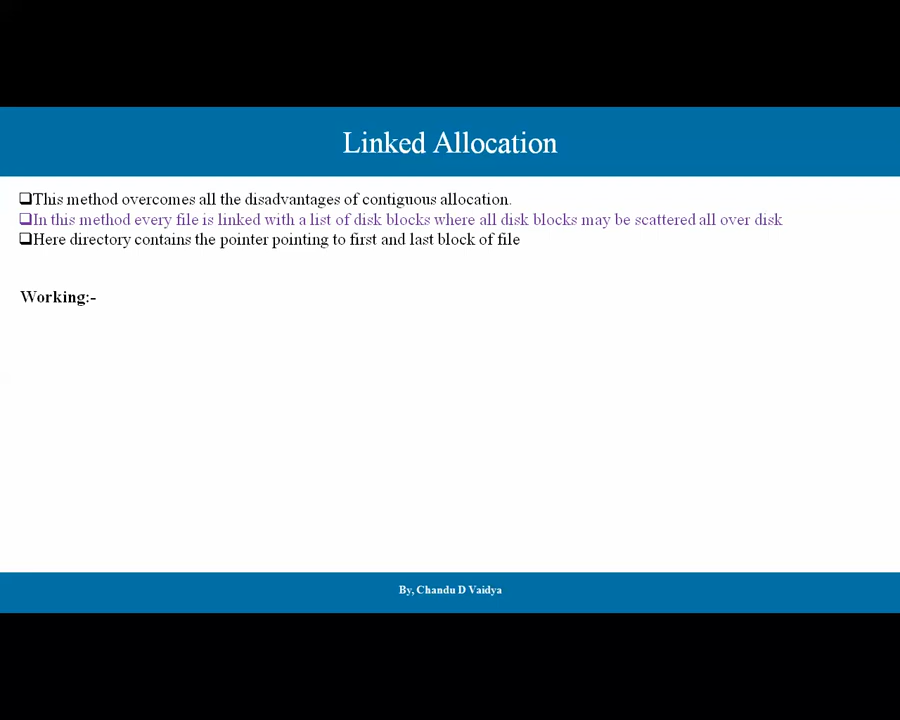 Linked Allocation
❑This method overcomes all the disadvantages of contiguous allocation.
❑In this method every file is linked with a list of disk blocks where all disk blocks may be scattered all over disk
❑Here directory contains the pointer pointing to first and last block of file
Working:-
By, Chandu D Vaidya